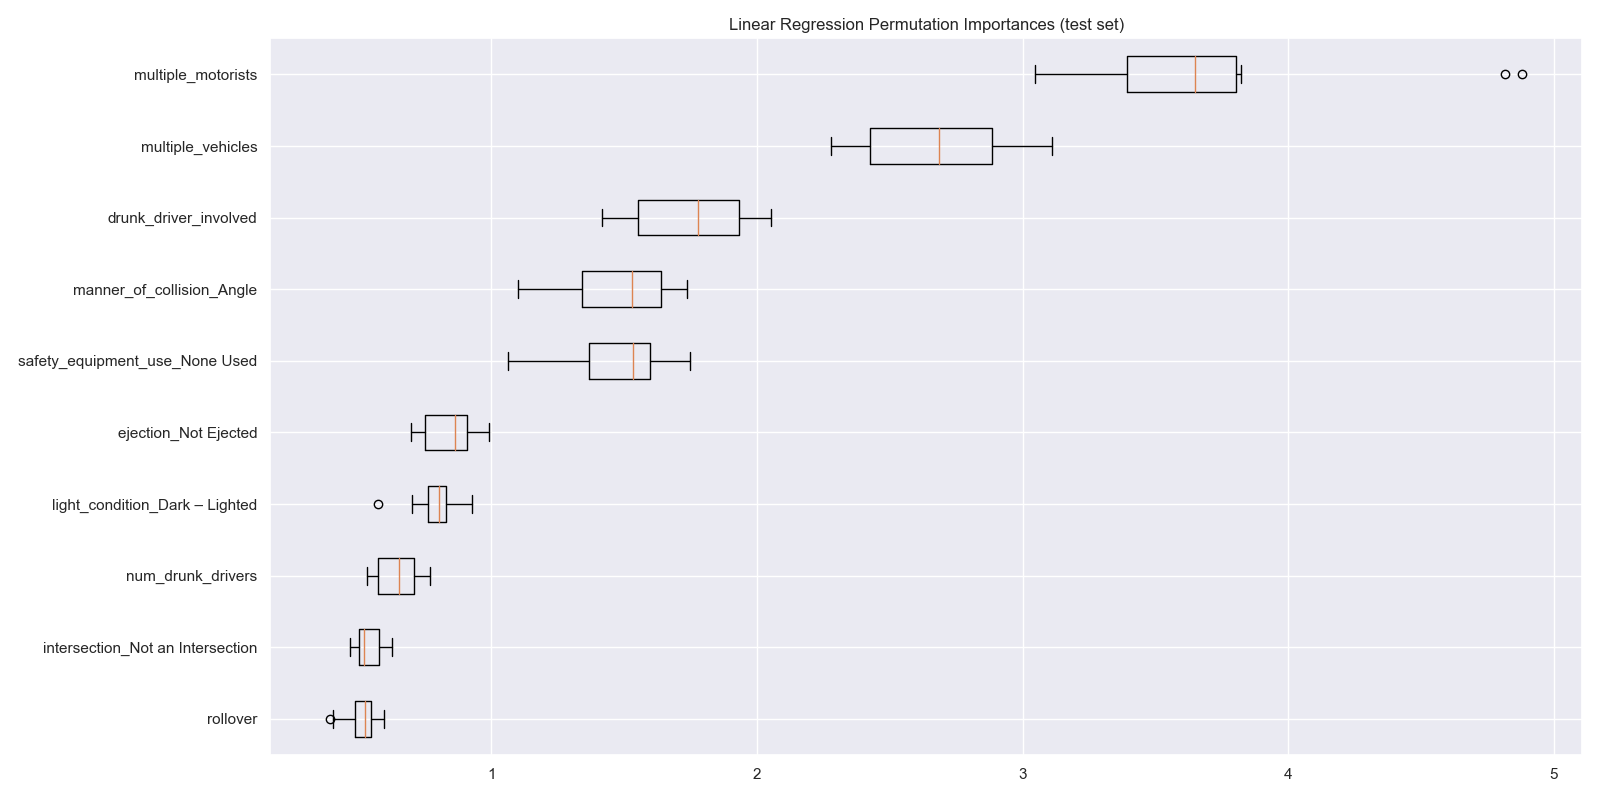 Linear Regression Permutation Importances (test set)
multiple_motorists
multiple_vehicles
drunk_driver_involved
manner_of_collision_Angle
safety_equipment_use_None Used
ejection_Not Ejected
light_condition_Dark – Lighted
num_drunk_drivers
intersection_Not an Intersection
rollover
1 2 3 4 5